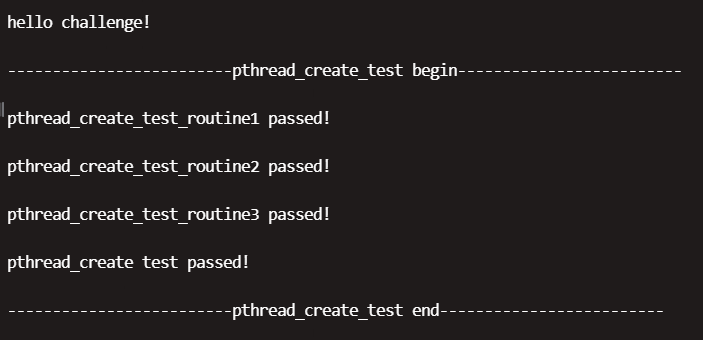 hello challenge!
-------------------------pthread_create_test begin-------------------------
pthread_create_test_routine1 passed!
pthread_create_test_routine2 passed!
pthread_create_test_routine3 passed!
pthread_create test passed!
-------------------------pthread_create_test end-------------------------